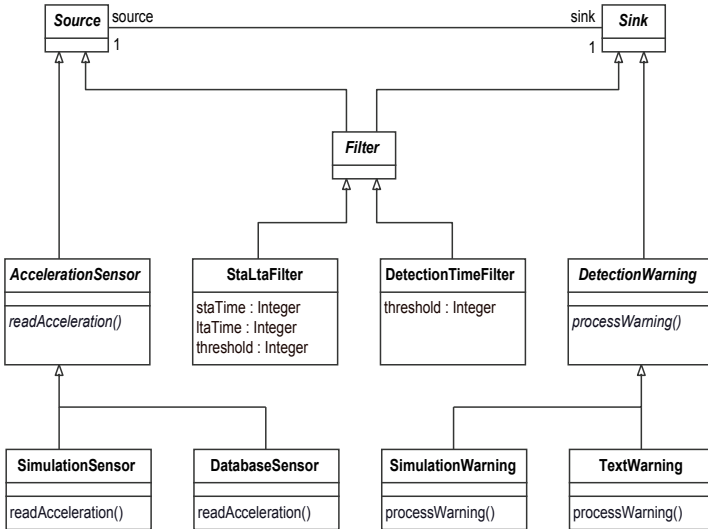 Source
source
sink
Sink
1
1
Filter
AccelerationSensor
readAcceleration()
StaLtaFilter
staTime : Integer
ltaTime : Integer
threshold : Integer
DetectionTimeFilter
threshold : Integer
DetectionWarning
processWarning()
SimulationSensor
readAcceleration()
DatabaseSensor
readAcceleration()
SimulationWarning
processWarning()
TextWarning
processWarning()